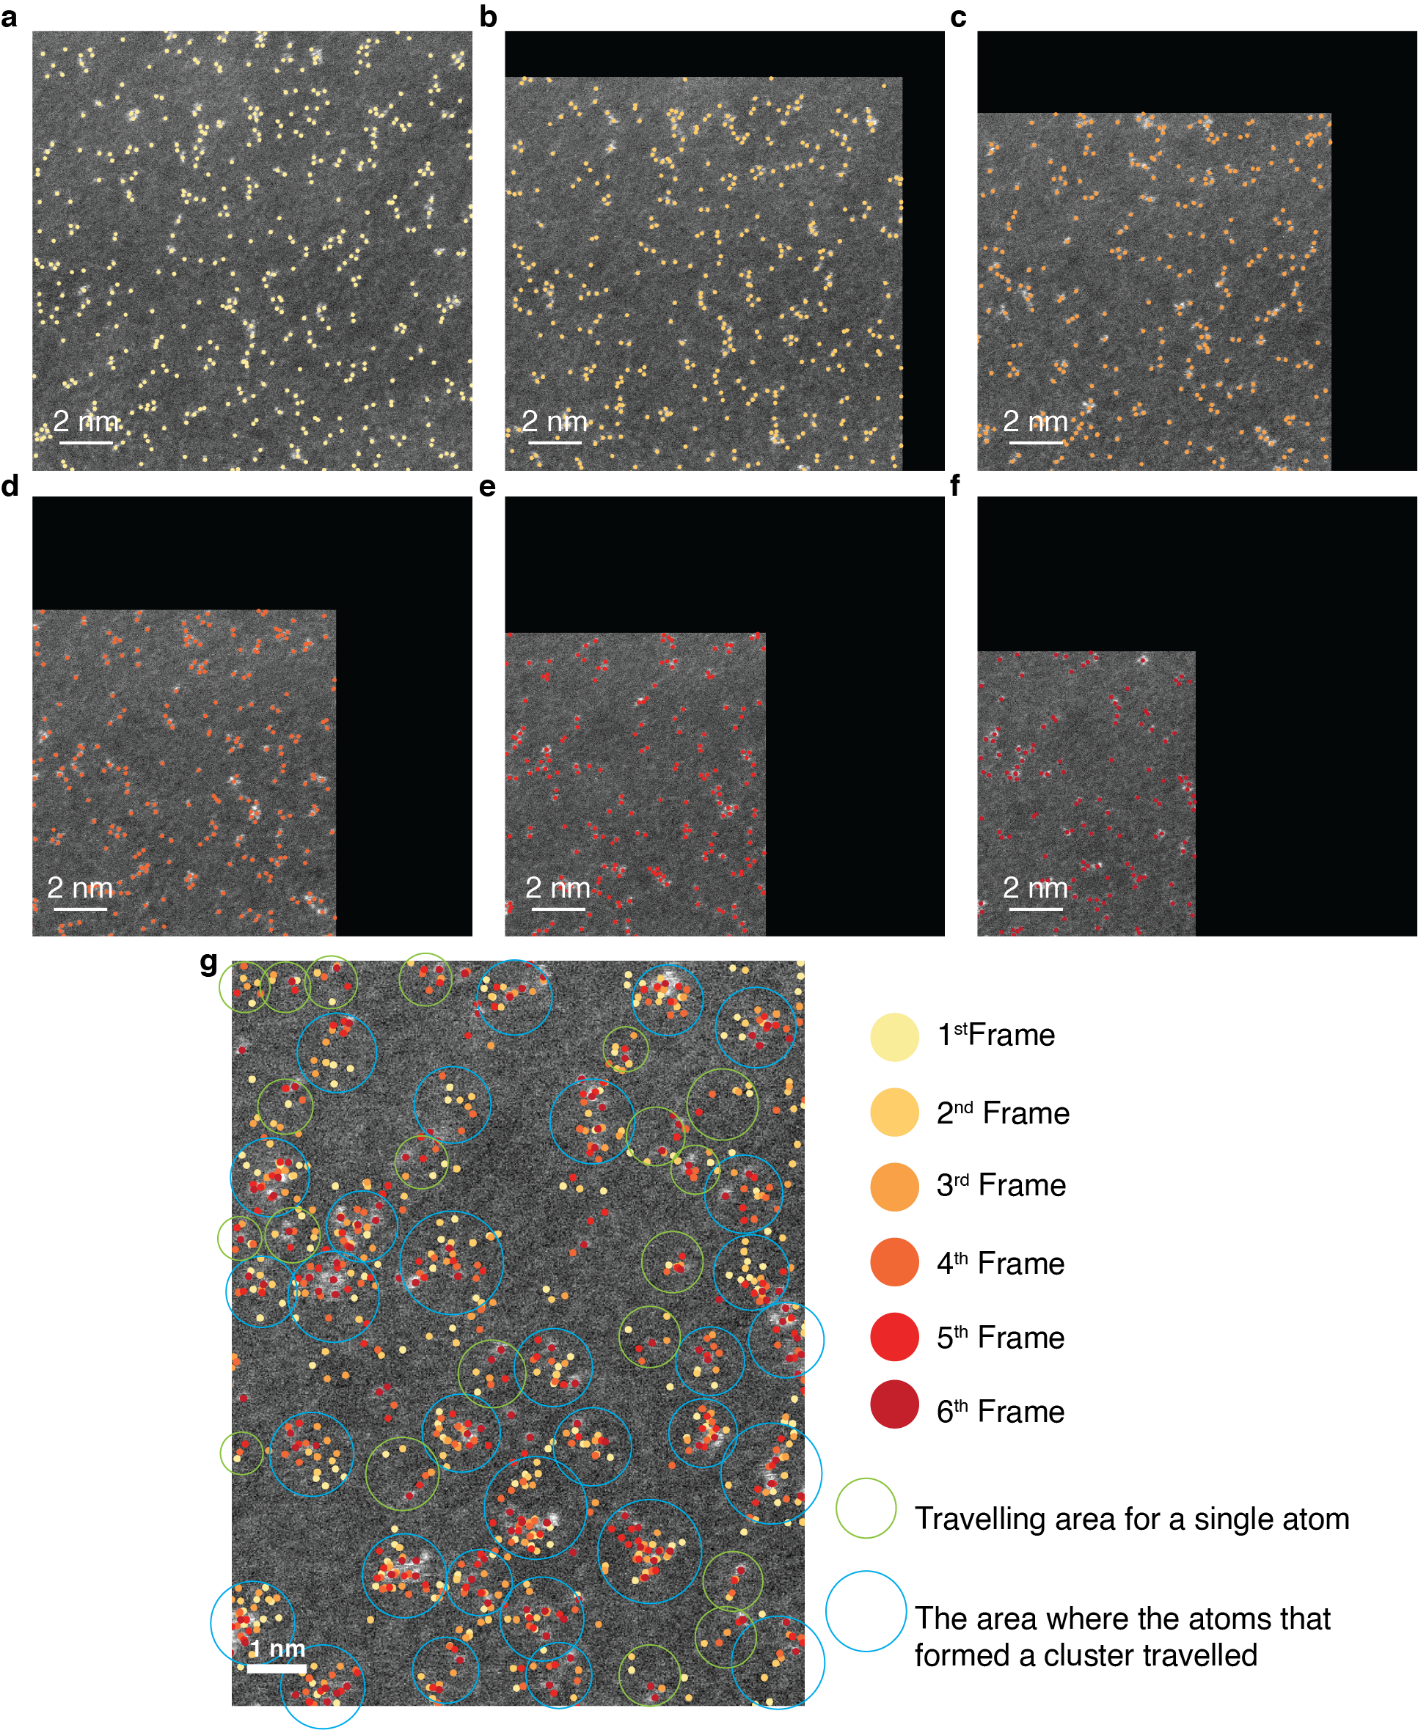 a
b
c
2 nm
2 nm
2 nm
d
e
f
2 nm
2 nm
2 nm
g
1stFrame
2nd Frame
3rd Frame
4th Frame
5th Frame
6th Frame
Travelling area for a single atom
The area where the atoms that
formed a cluster travelled
1 nm